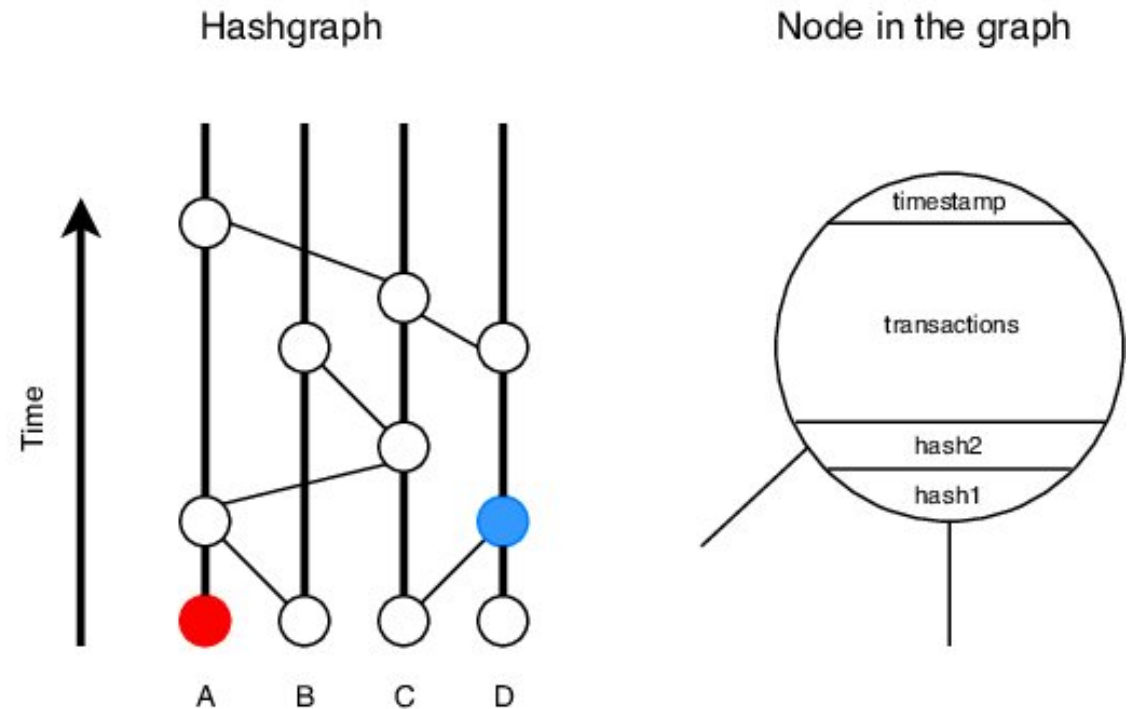 Hashgraph
Node in the graph
Time
A
B
C
D
timestamp
transactions
hash2
hash1